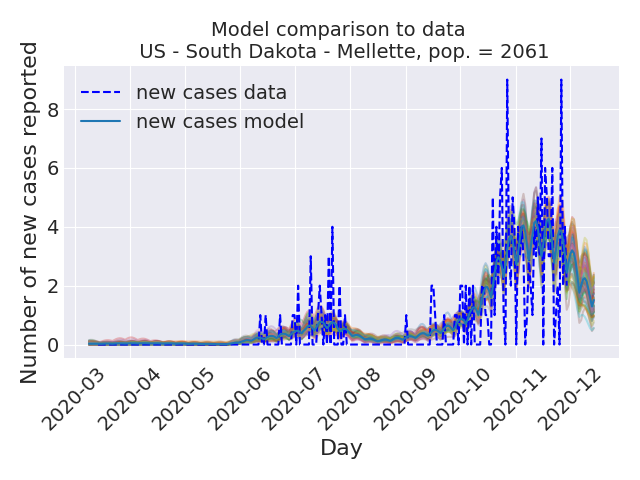 Model comparison to data
US - South Dakota - Mellette, pop. = 2061
Number of new cases reported
8
6
4
2
0
new cases data
new cases model
2020-03
2020-04
2020-05
2020-06
2020-07
2020-08
2020-09
2020-10
2020-11
2020-12
Day